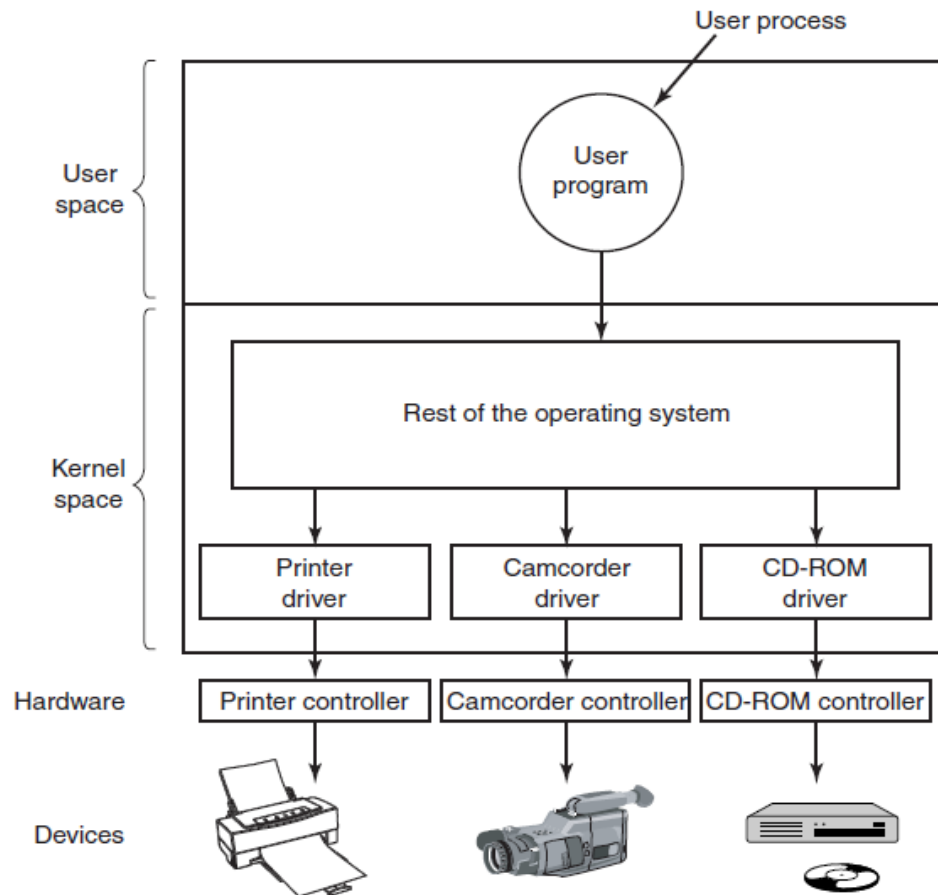 User process
User
program
User
space
Rest of the operating system
Kernel
space
Printer
driver
Camcorder
driver
CD-ROM
driver
Hardware
Printer controller
Camcorder controller
CD-ROM controller
Devices